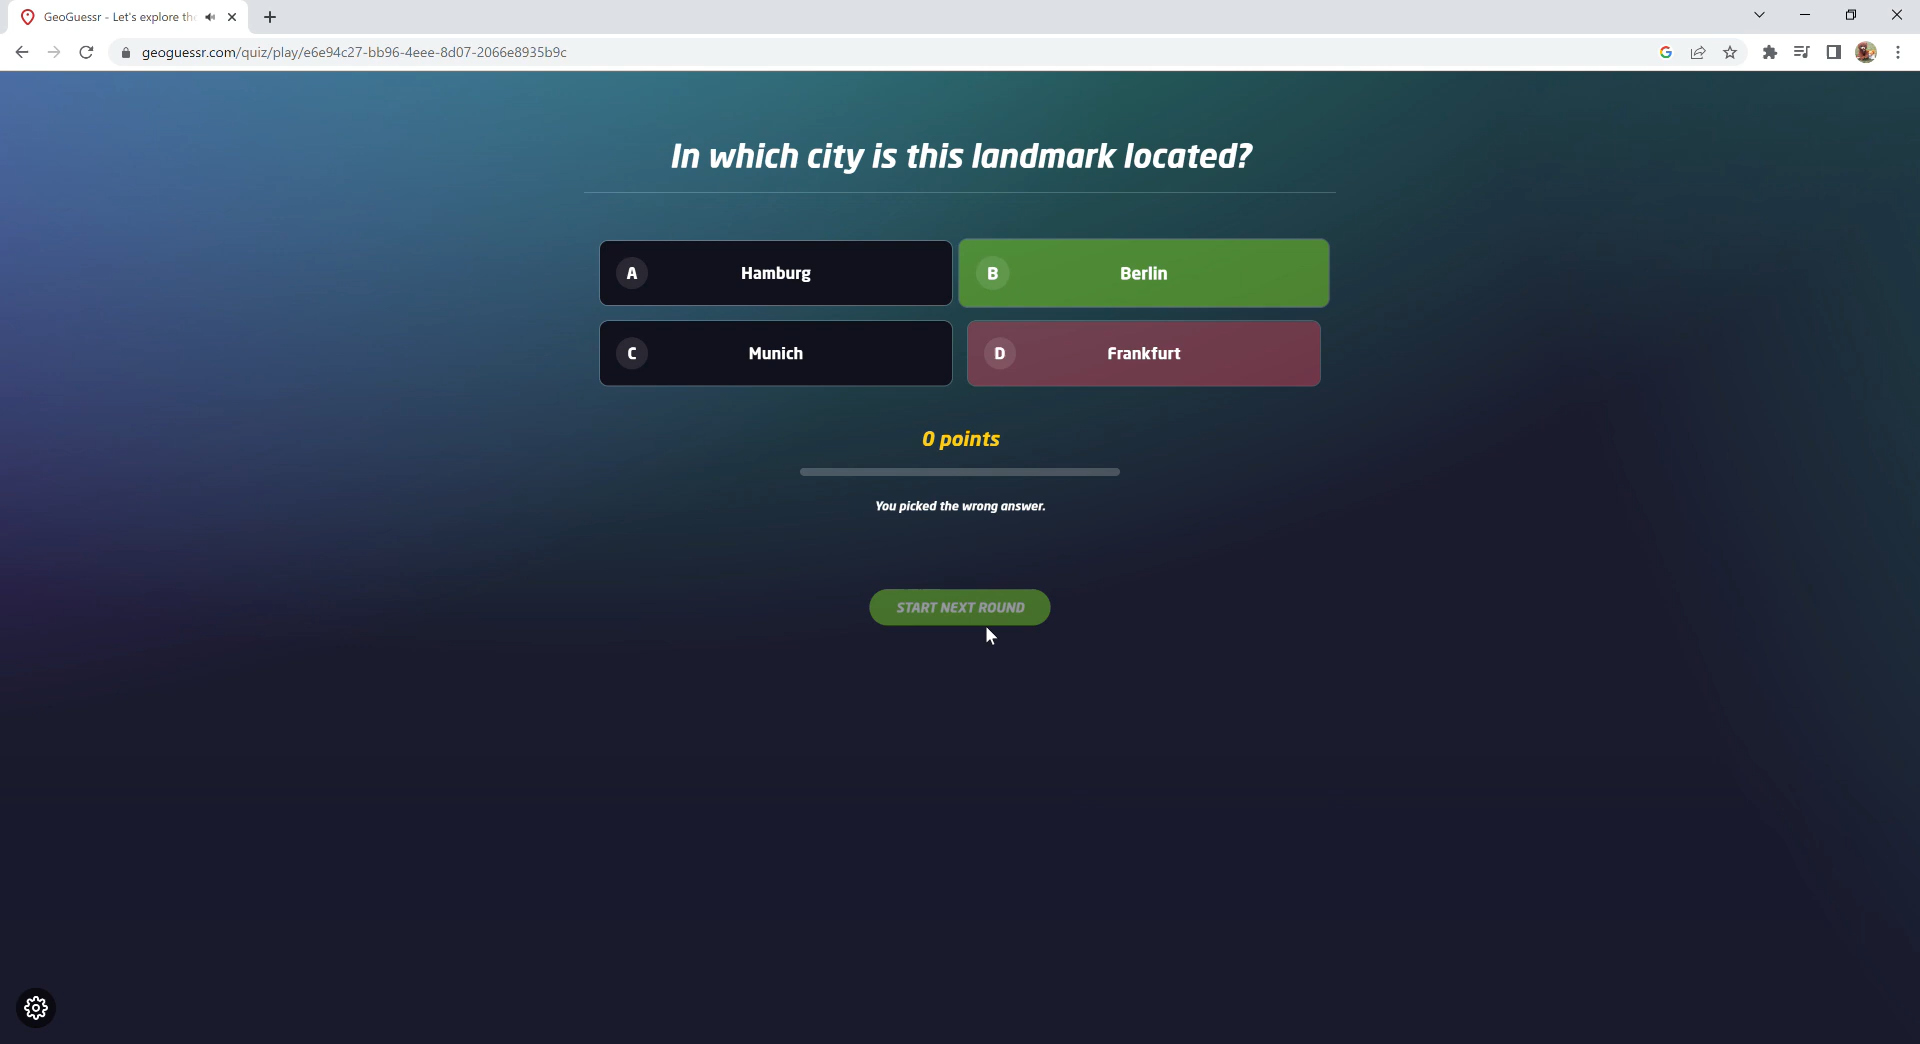 GeoGuessr - Let's explore th
geoguessr.com/quiz/play/e6e94c27-bb96-4eee-8d07-2066e8935b9c
In which city is this landmark located?
A Hamburg
B Berlin
C Munich
D Frankfurt
0 points
You picked the wrong answer.
START NEXT ROUND